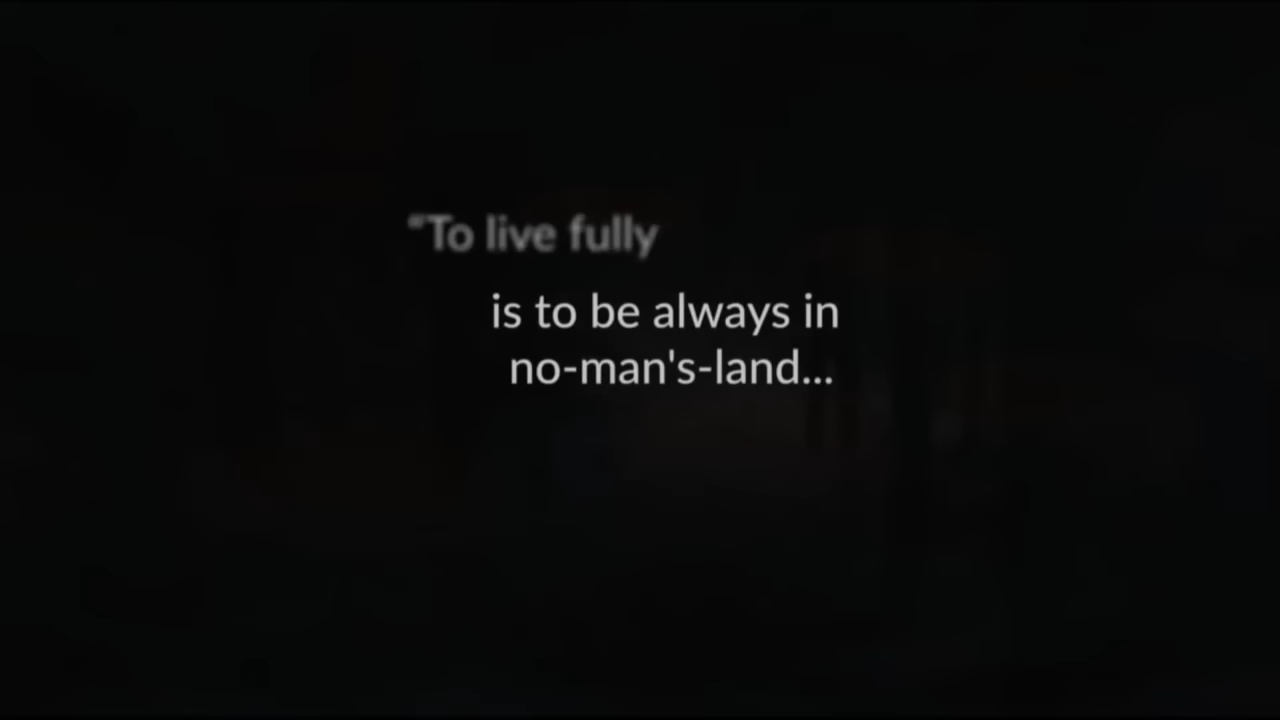 “To live fully
is to be always in
no-man's-land...